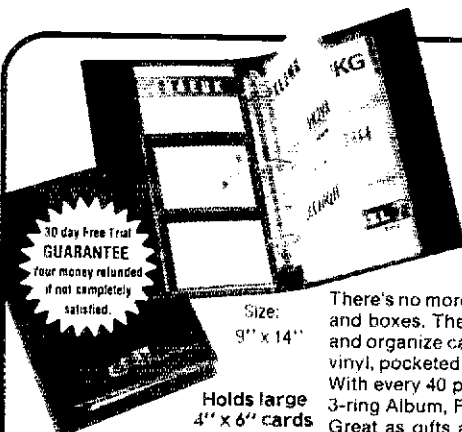 KG
30 day Free Trial
GUARANTEE
Your money refunded
if not completely
satisfied.
Size:
9" x 14"
Holds large
4" x 6" cards
There's no more
and boxes. The
and organize ca
vinyl, pocketed
With every 40 p
3-ring Album, F
Great as gifts a